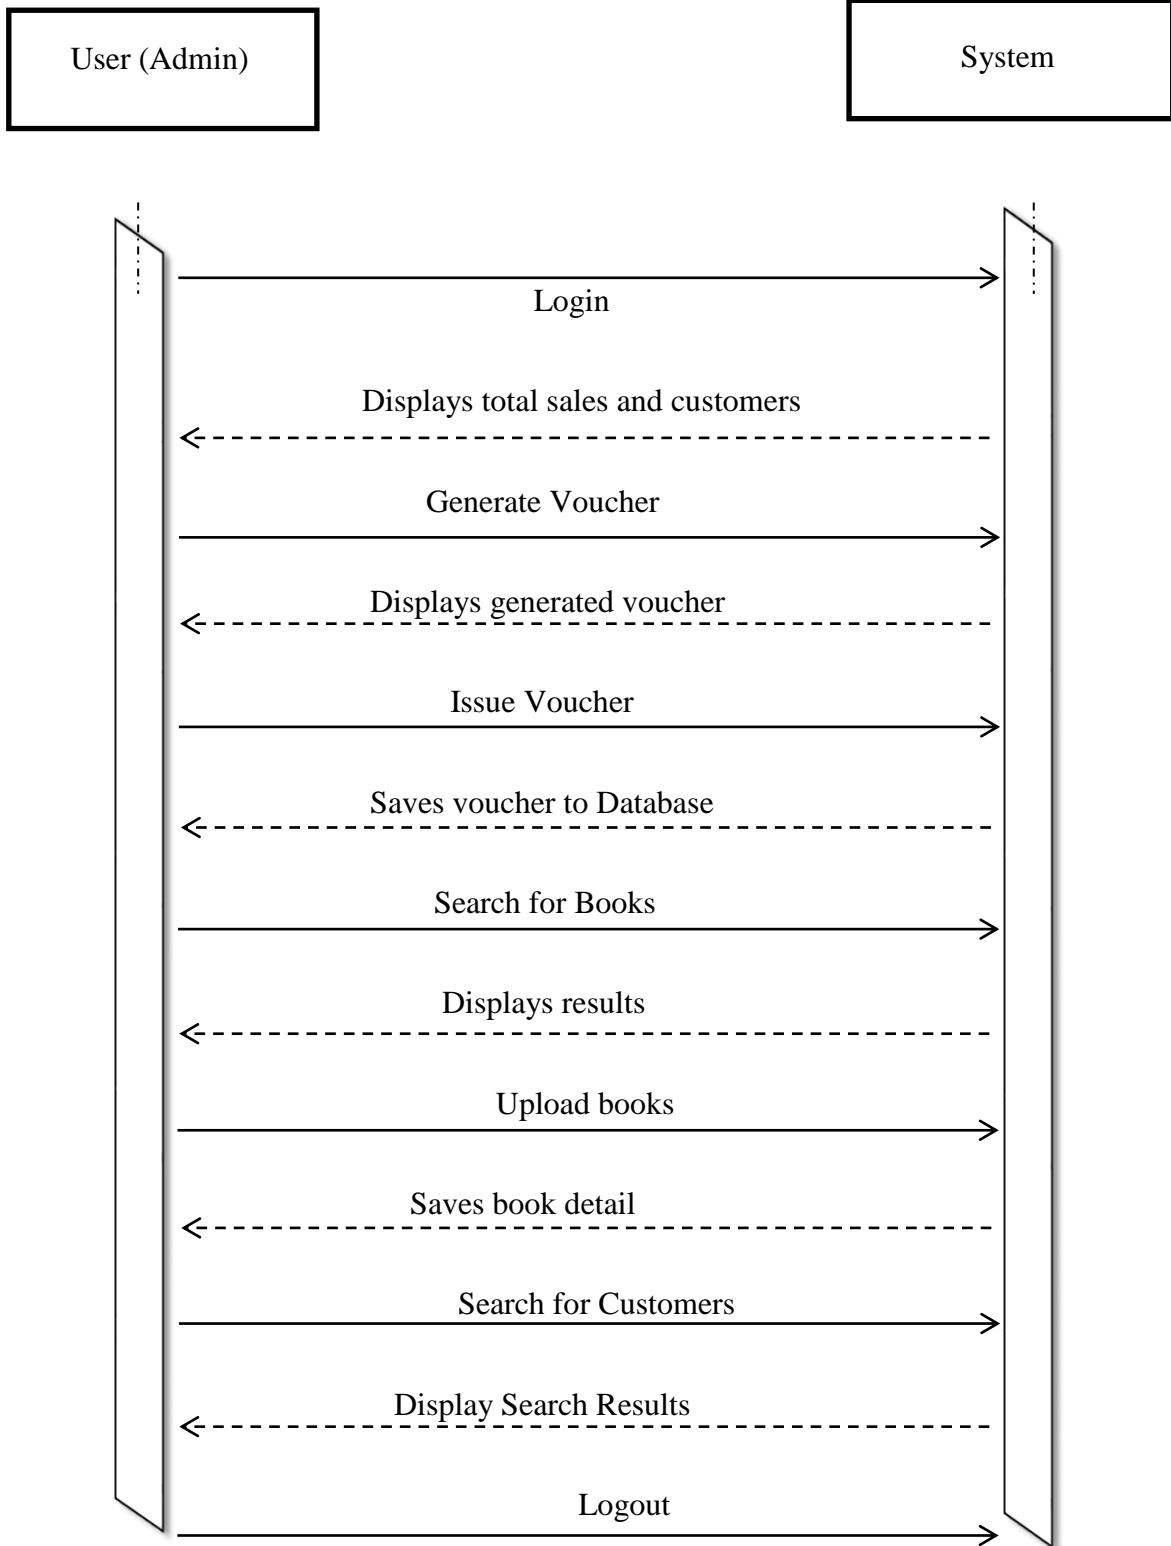 User (Admin)
System
Login
Displays total sales and customers
Generate Voucher
Displays generated voucher
Issue Voucher
Saves voucher to Database
Search for Books
Displays results
Upload books
Saves book detail
Search for Customers
Display Search Results
Logout